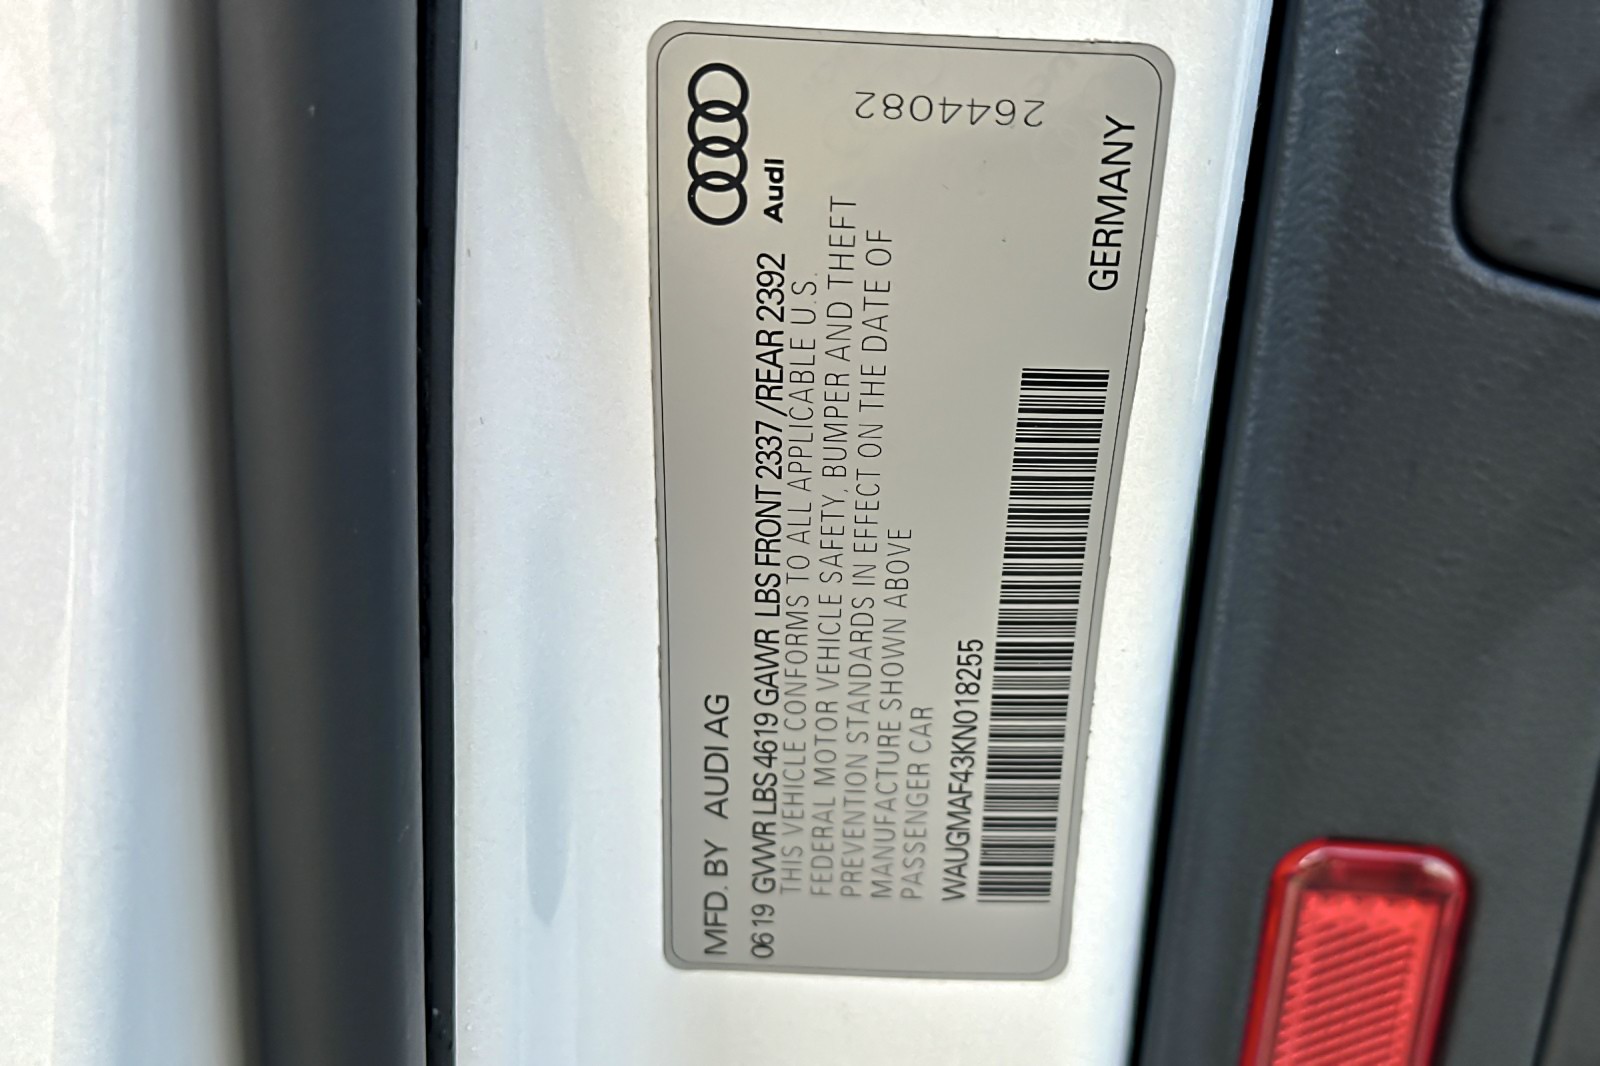 MFD. BY AUDI AG
0619 GVWR LBS 4619 GAWR LBS FRONT 2337 /REAR 2392
THIS VEHICLE CONFORMS TO ALL APPLICABLE U.S.
FEDERAL MOTOR VEHICLE SAFETY, BUMPER AND THEFT
PREVENTION STANDARDS IN EFFECT ON THE DATE OF
MANUFACTURE SHOWN ABOVE
PASSENGER CAR
WAUGMAF43KN018255
Audi
GERMANY
2644082